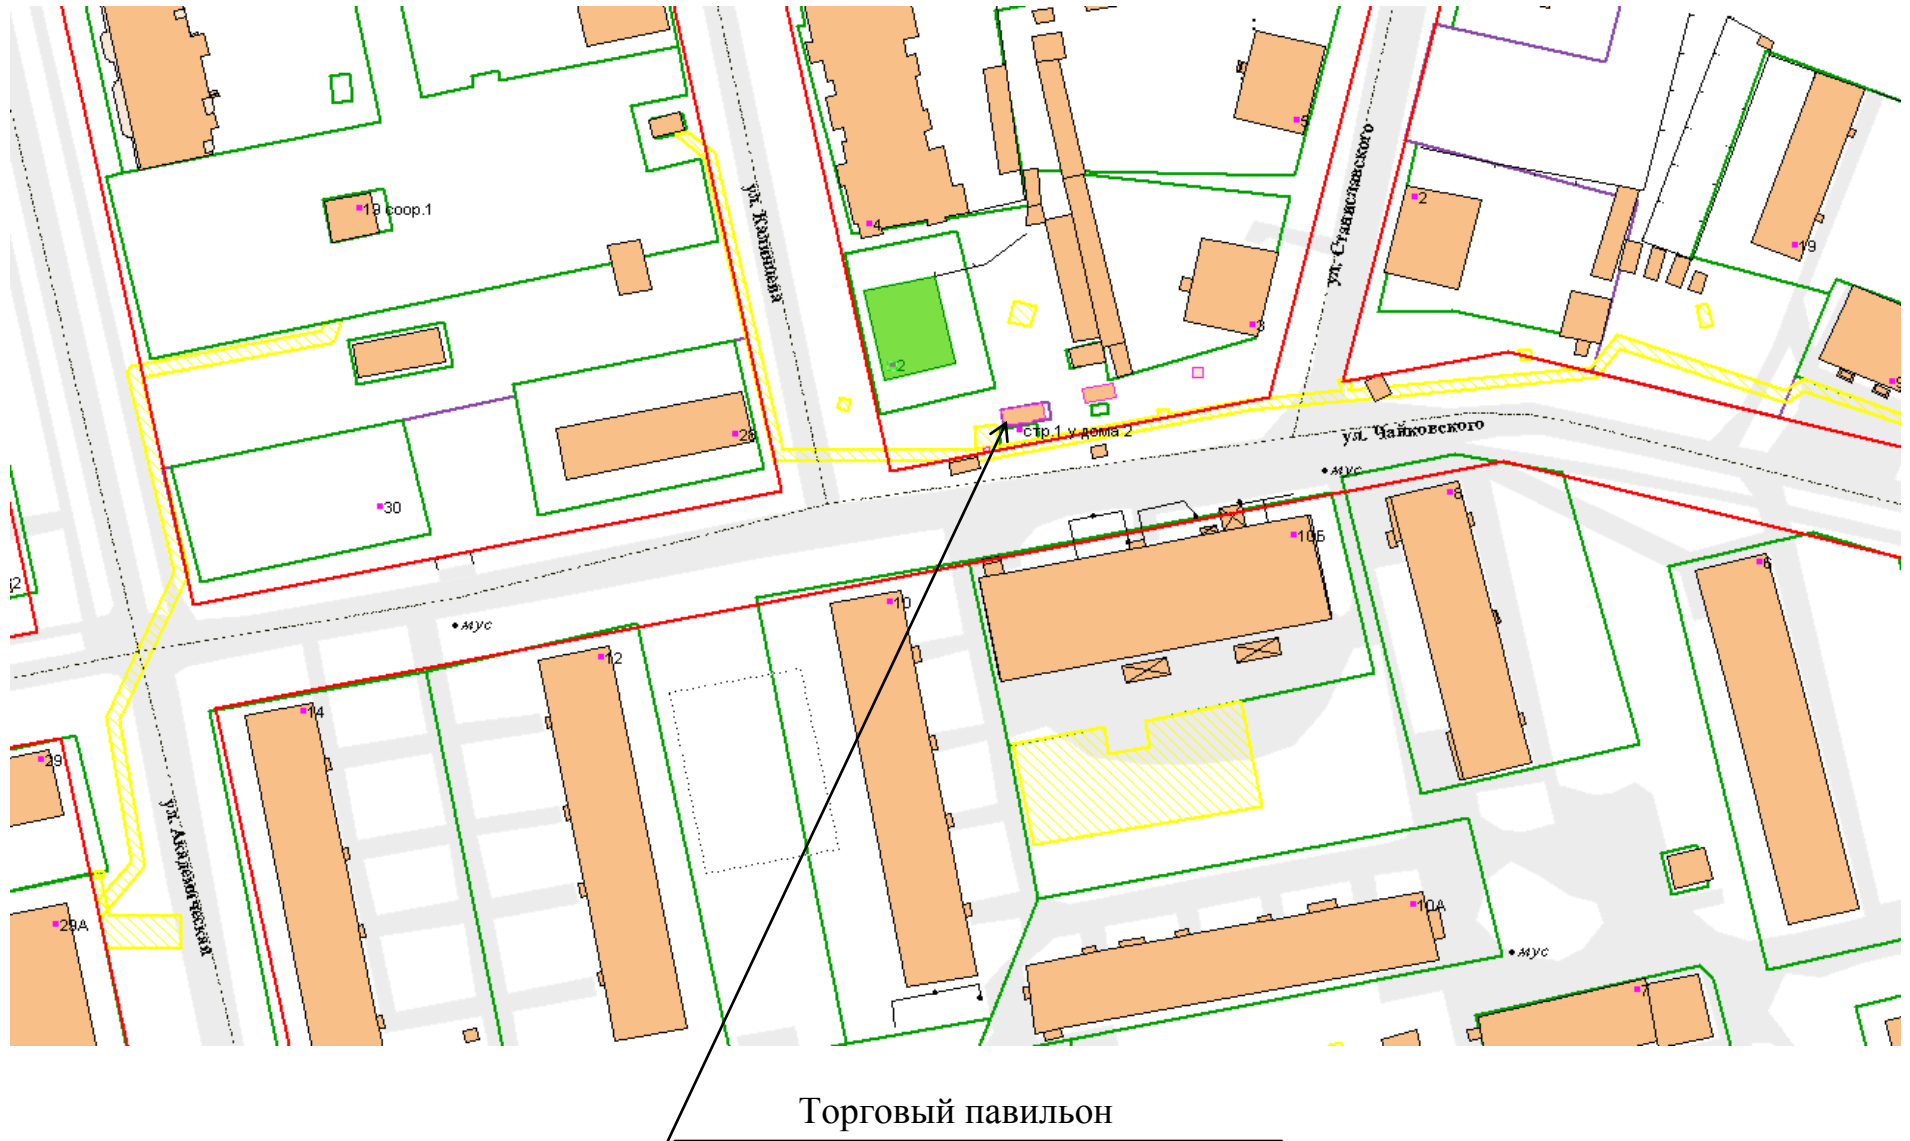 5
19 соор.1
ул. Калинина
4
ул. Станиславского
2
19
3
2
9
стр.1 у дома 2
ул. Чайковского
28
мус
8
30
10Б
6
10
мус
12
14
29
ул. Академическая
10А
29А
мус
7
Торговый павильон